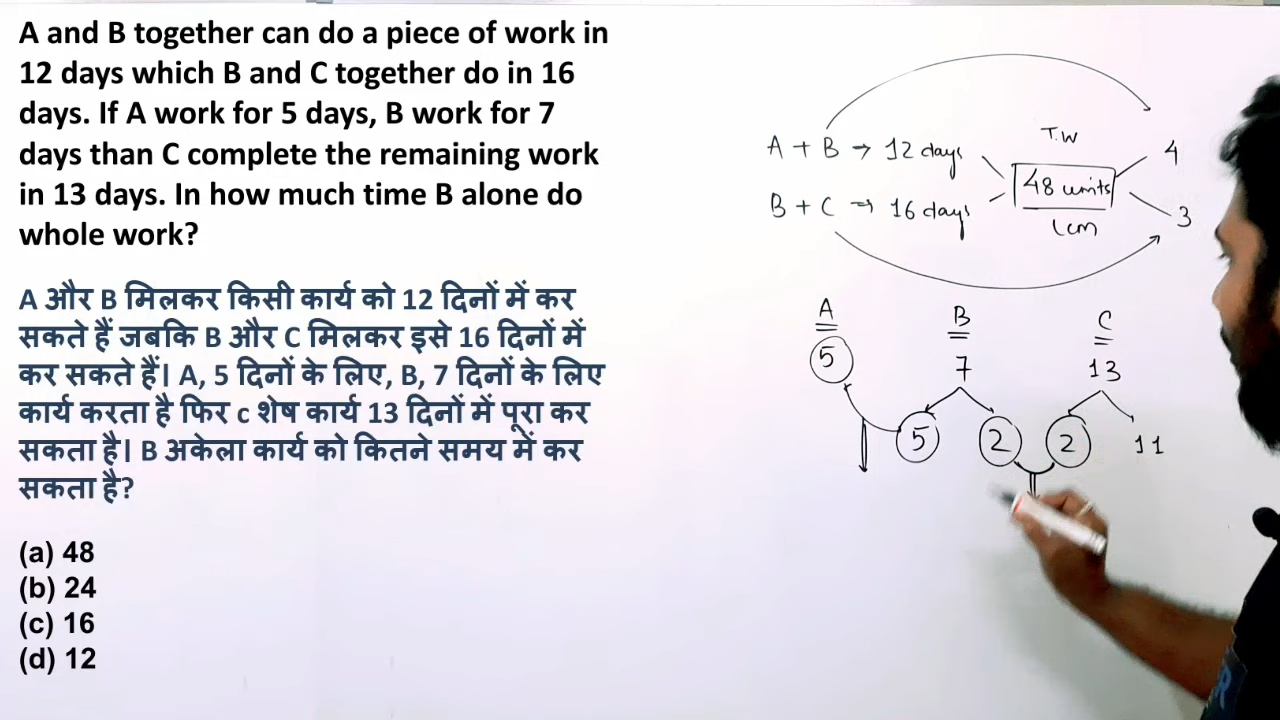 A and B together can do a piece of work in
12 days which B and C together do in 16
days. If A work for 5 days, B work for 7
days than C complete the remaining work
in 13 days. In how much time B alone do
whole work?
A और B मिलकर किसी कार्य को 12 दिनों में कर
सकते हैं जबकि B और C मिलकर इसे 16 दिनों में
कर सकते हैं। A, 5 दिनों के लिए, B, 7 दिनों के लिए
कार्य करता है फिर c शेष कार्य 13 दिनों में पूरा कर
सकता है। B अकेला कार्य को कितने समय में कर
सकता है?
(a) 48
(b) 24
(c) 16
(d) 12
T.W
A + B → 12 days
48 units
4
B + C → 16 days
Lcm
3
A B C
5 7 13
5 2 2 11